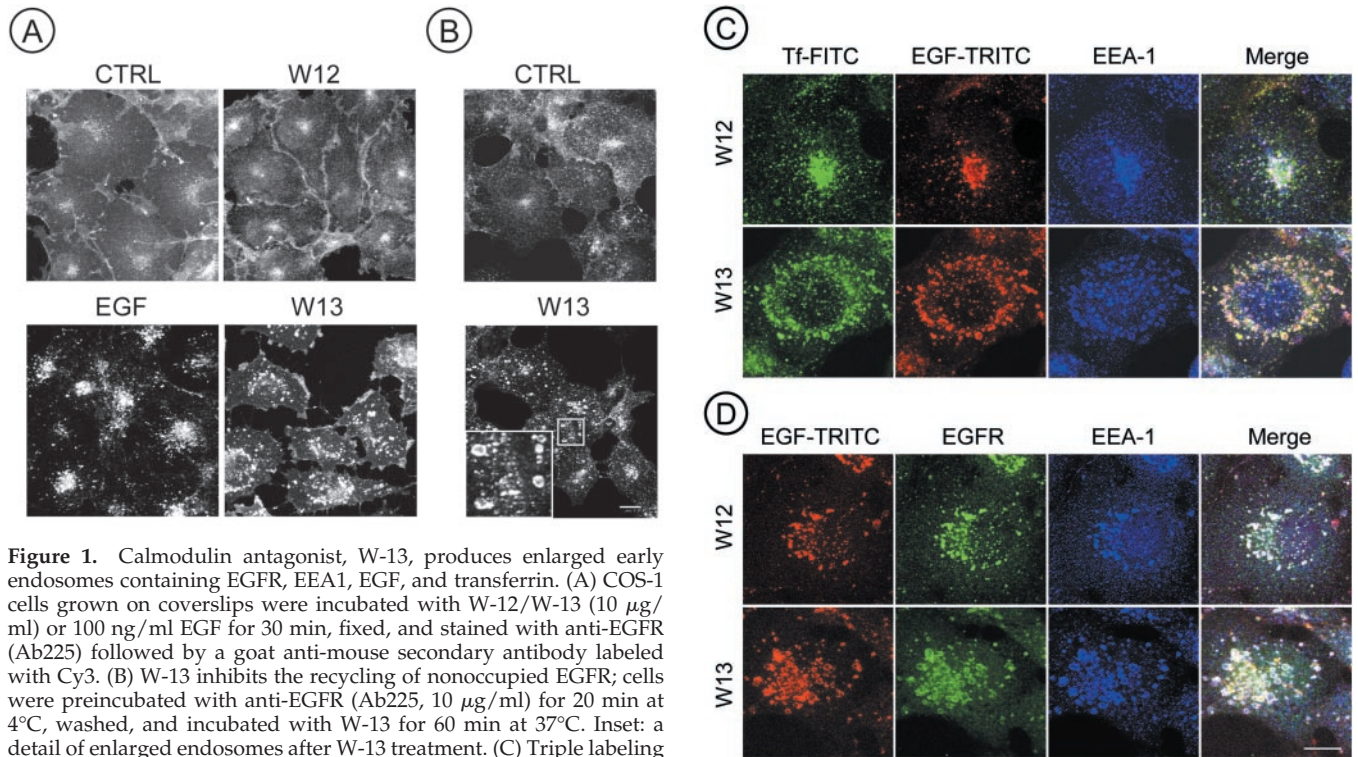 A
CTRL W12
EGF W13
B
CTRL
W13
Figure 1. Calmodulin antagonist, W-13, produces enlarged early
endosomes containing EGFR, EEA1, EGF, and transferrin. (A) COS-1
cells grown on coverslips were incubated with W-12/W-13 (10 μg/
ml) or 100 ng/ml EGF for 30 min, fixed, and stained with anti-EGFR
(Ab225) followed by a goat anti-mouse secondary antibody labeled
with Cy3. (B) W-13 inhibits the recycling of nonoccupied EGFR; cells
were preincubated with anti-EGFR (Ab225, 10 μg/ml) for 20 min at
4°C, washed, and incubated with W-13 for 60 min at 37°C. Inset: a
detail of enlarged endosomes after W-13 treatment. (C) Triple labeling
C
Tf-FITC EGF-TRITC EEA-1 Merge
W12
W13
D
EGF-TRITC EGFR EEA-1 Merge
W12
W13